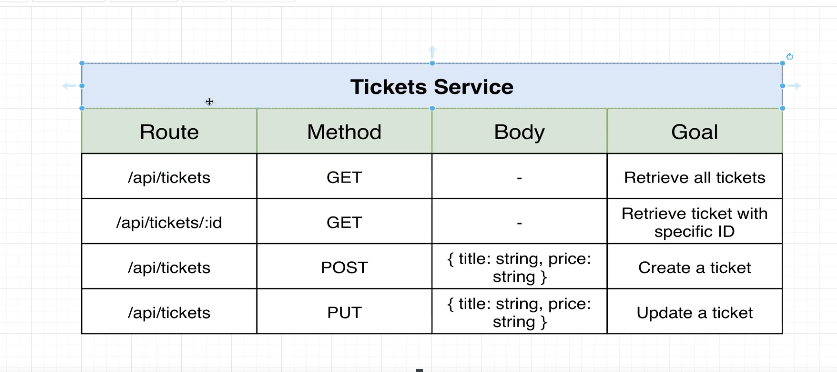 Tickets Service
Route Method Body Goal
/api/tickets GET - Retrieve all tickets
/api/tickets/:id GET - Retrieve ticket with
specific ID
/api/tickets POST { title: string, price:
string } Create a ticket
/api/tickets PUT { title: string, price:
string } Update a ticket